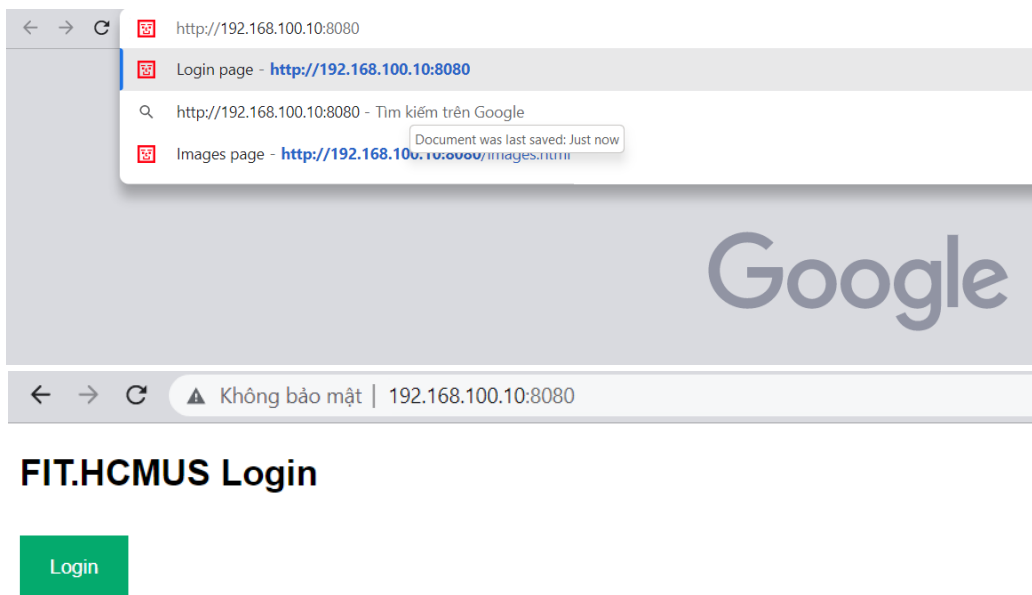 http://192.168.100.10:8080
Login page - http://192.168.100.10:8080
http://192.168.100.10:8080 - Tìm kiếm trên Google
Document was last saved: Just now
Images page - http://192.168.100.10:8080/images.html
Google
Không bảo mật | 192.168.100.10:8080
FIT.HCMUS Login
Login